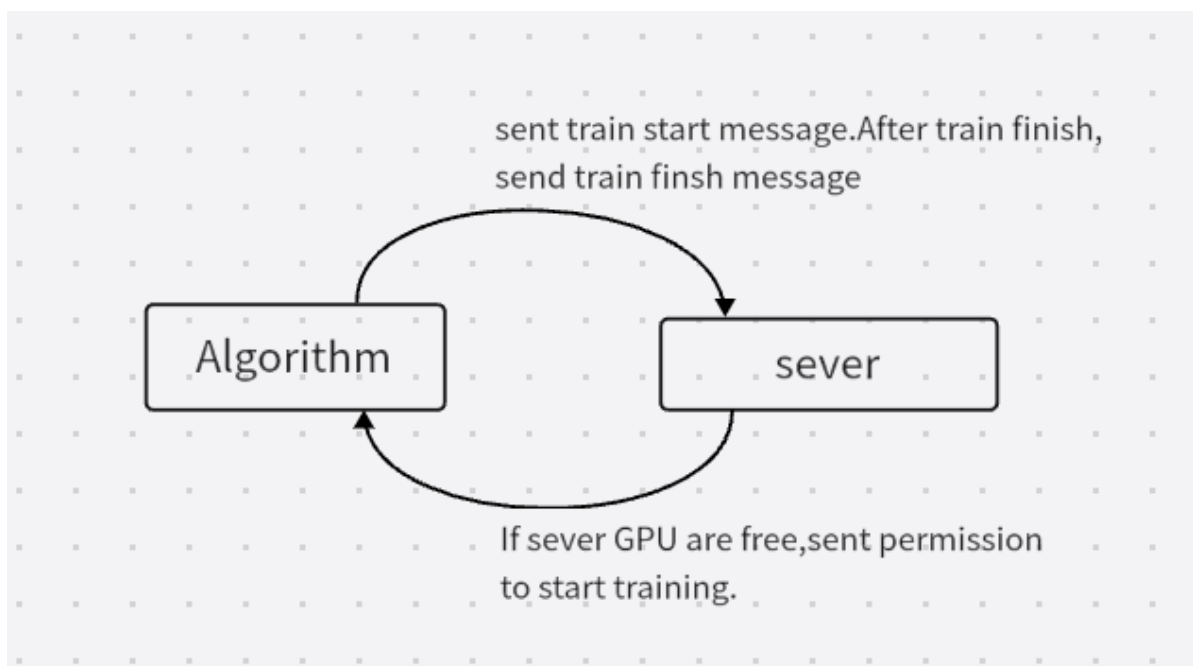 sent train start message.After train finish,
send train finsh message
Algorithm
sever
If sever GPU are free,sent permission
to start training.